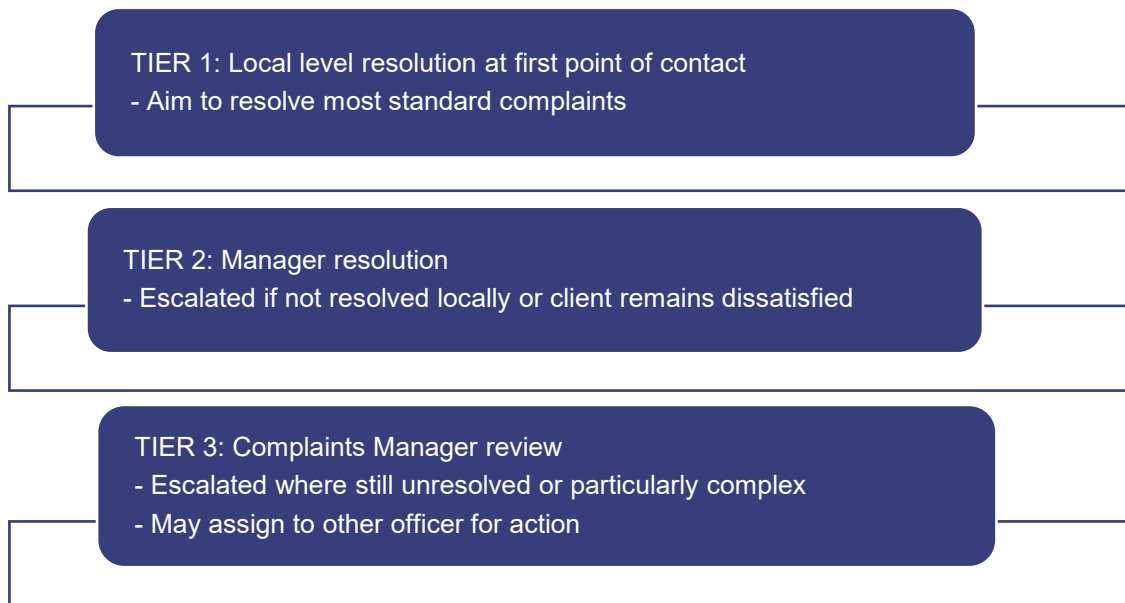 TIER 1: Local level resolution at first point of contact
- Aim to resolve most standard complaints
TIER 2: Manager resolution
- Escalated if not resolved locally or client remains dissatisfied
TIER 3: Complaints Manager review
- Escalated where still unresolved or particularly complex
- May assign to other officer for action